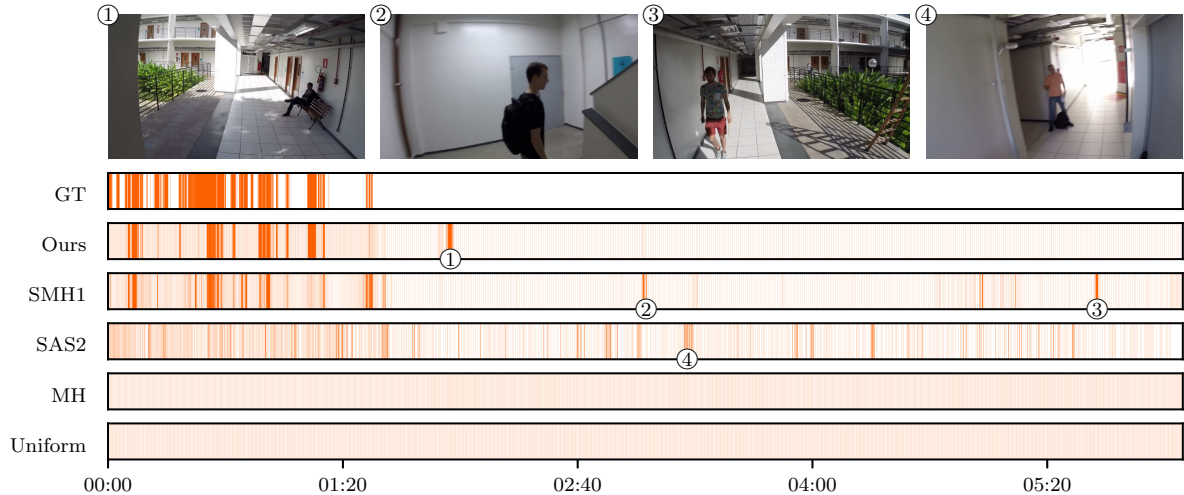 ① ② ③ ④
GT
Ours
①
SMH1
② ③
SAS2
④
MH
Uniform
00:00 01:20 02:40 04:00 05:20